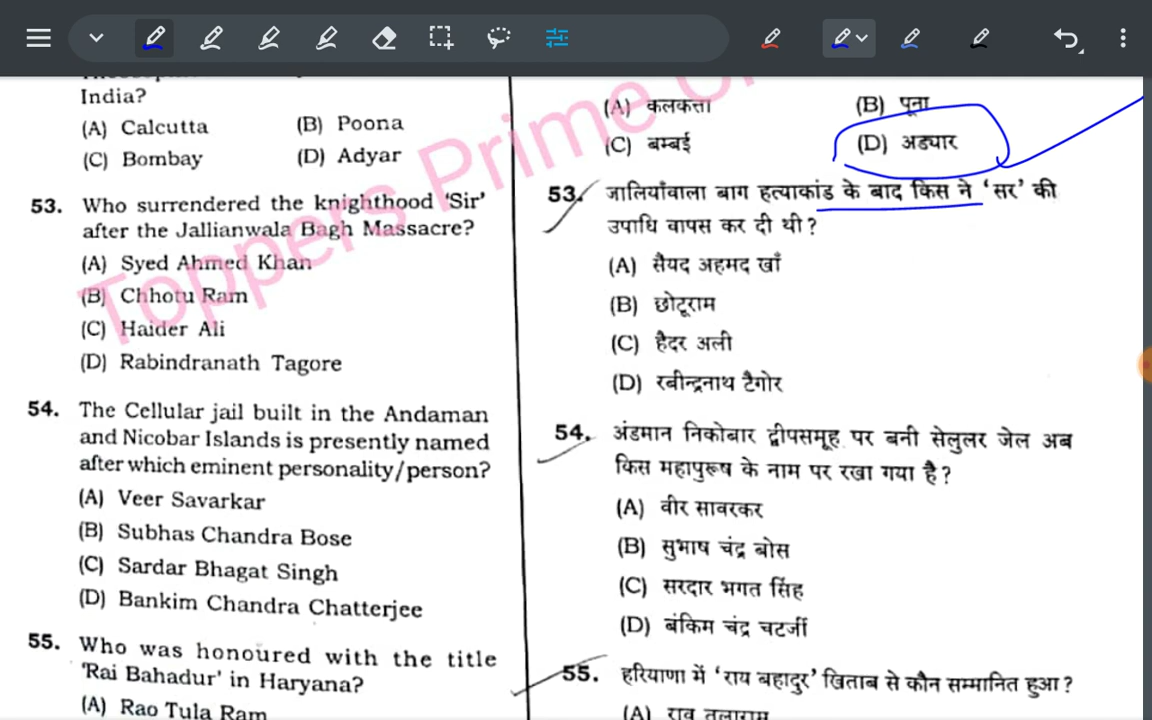 India?
(A) Calcutta
(B) Poona
(C) Bombay
(D) Adyar
53. Who surrendered the knighthood 'Sir'
after the Jallianwala Bagh Massacre?
(A) Syed Ahmed Khan
(B) Chhotu Ram
(C) Haider Ali
(D) Rabindranath Tagore
54. The Cellular jail built in the Andaman
and Nicobar Islands is presently named
after which eminent personality/person?
(A) Veer Savarkar
(B) Subhas Chandra Bose
(C) Sardar Bhagat Singh
(D) Bankim Chandra Chatterjee
55. Who was honoured with the title
'Rai Bahadur' in Haryana?
(A) Rao Tula Ram
(A) कलकत्ता
(B) पूना
(C) बम्बई
(D) अड्यार
53. जालियाँवाला बाग हत्याकांड के बाद किस ने 'सर' की
उपाधि वापस कर दी थी?
(A) सैयद अहमद खाँ
(B) छोटूराम
(C) हैदर अली
(D) रबीन्द्रनाथ टैगोर
54. अंडमान निकोबार द्वीपसमूह पर बनी सेलुलर जेल अब
किस महापुरूष के नाम पर रखा गया है?
(A) वीर सावरकर
(B) सुभाष चंद्र बोस
(C) सरदार भगत सिंह
(D) बंकिम चंद्र चटर्जी
55. हरियाणा में 'राय बहादुर' खिताब से कौन सम्मानित हुआ?
(A) राव तुलाराम
Toppers Prime